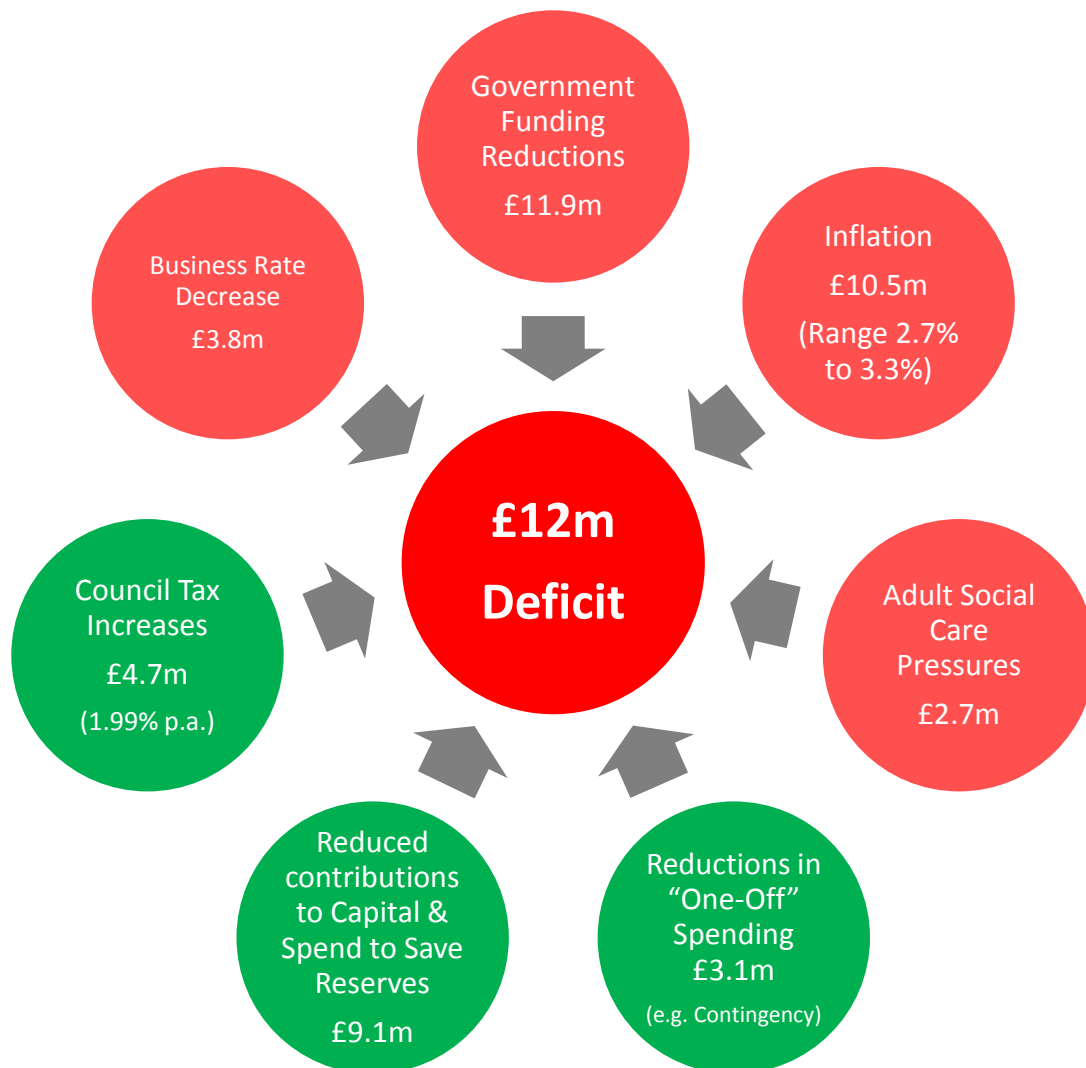 Government
Funding
Reductions
£11.9m
Inflation
£10.5m
(Range 2.7%
to 3.3%)
Adult Social
Care
Pressures
£2.7m
Reductions in
“One-Off”
Spending
£3.1m
(e.g. Contingency)
Reduced
contributions
to Capital &
Spend to Save
Reserves
£9.1m
Council Tax
Increases
£4.7m
(1.99% p.a.)
Business Rate
Decrease
£3.8m
£12m
Deficit